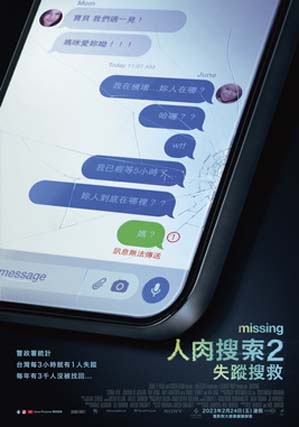 Mom
寶貝 我們週一見！
媽咪愛妳呦！！！
Today 11:07 AM
June
我在機場...妳人在哪？
哈囉？？
wtf
我已經等5小時了
妳人到底在哪裡？？
媽？
訊息無法傳送
message
missing
人肉搜索2
失蹤搜救
警政署統計
台灣每3小時就有1人失蹤
每年有3千人沒被找回...
SONY
2023年2月24日(五)